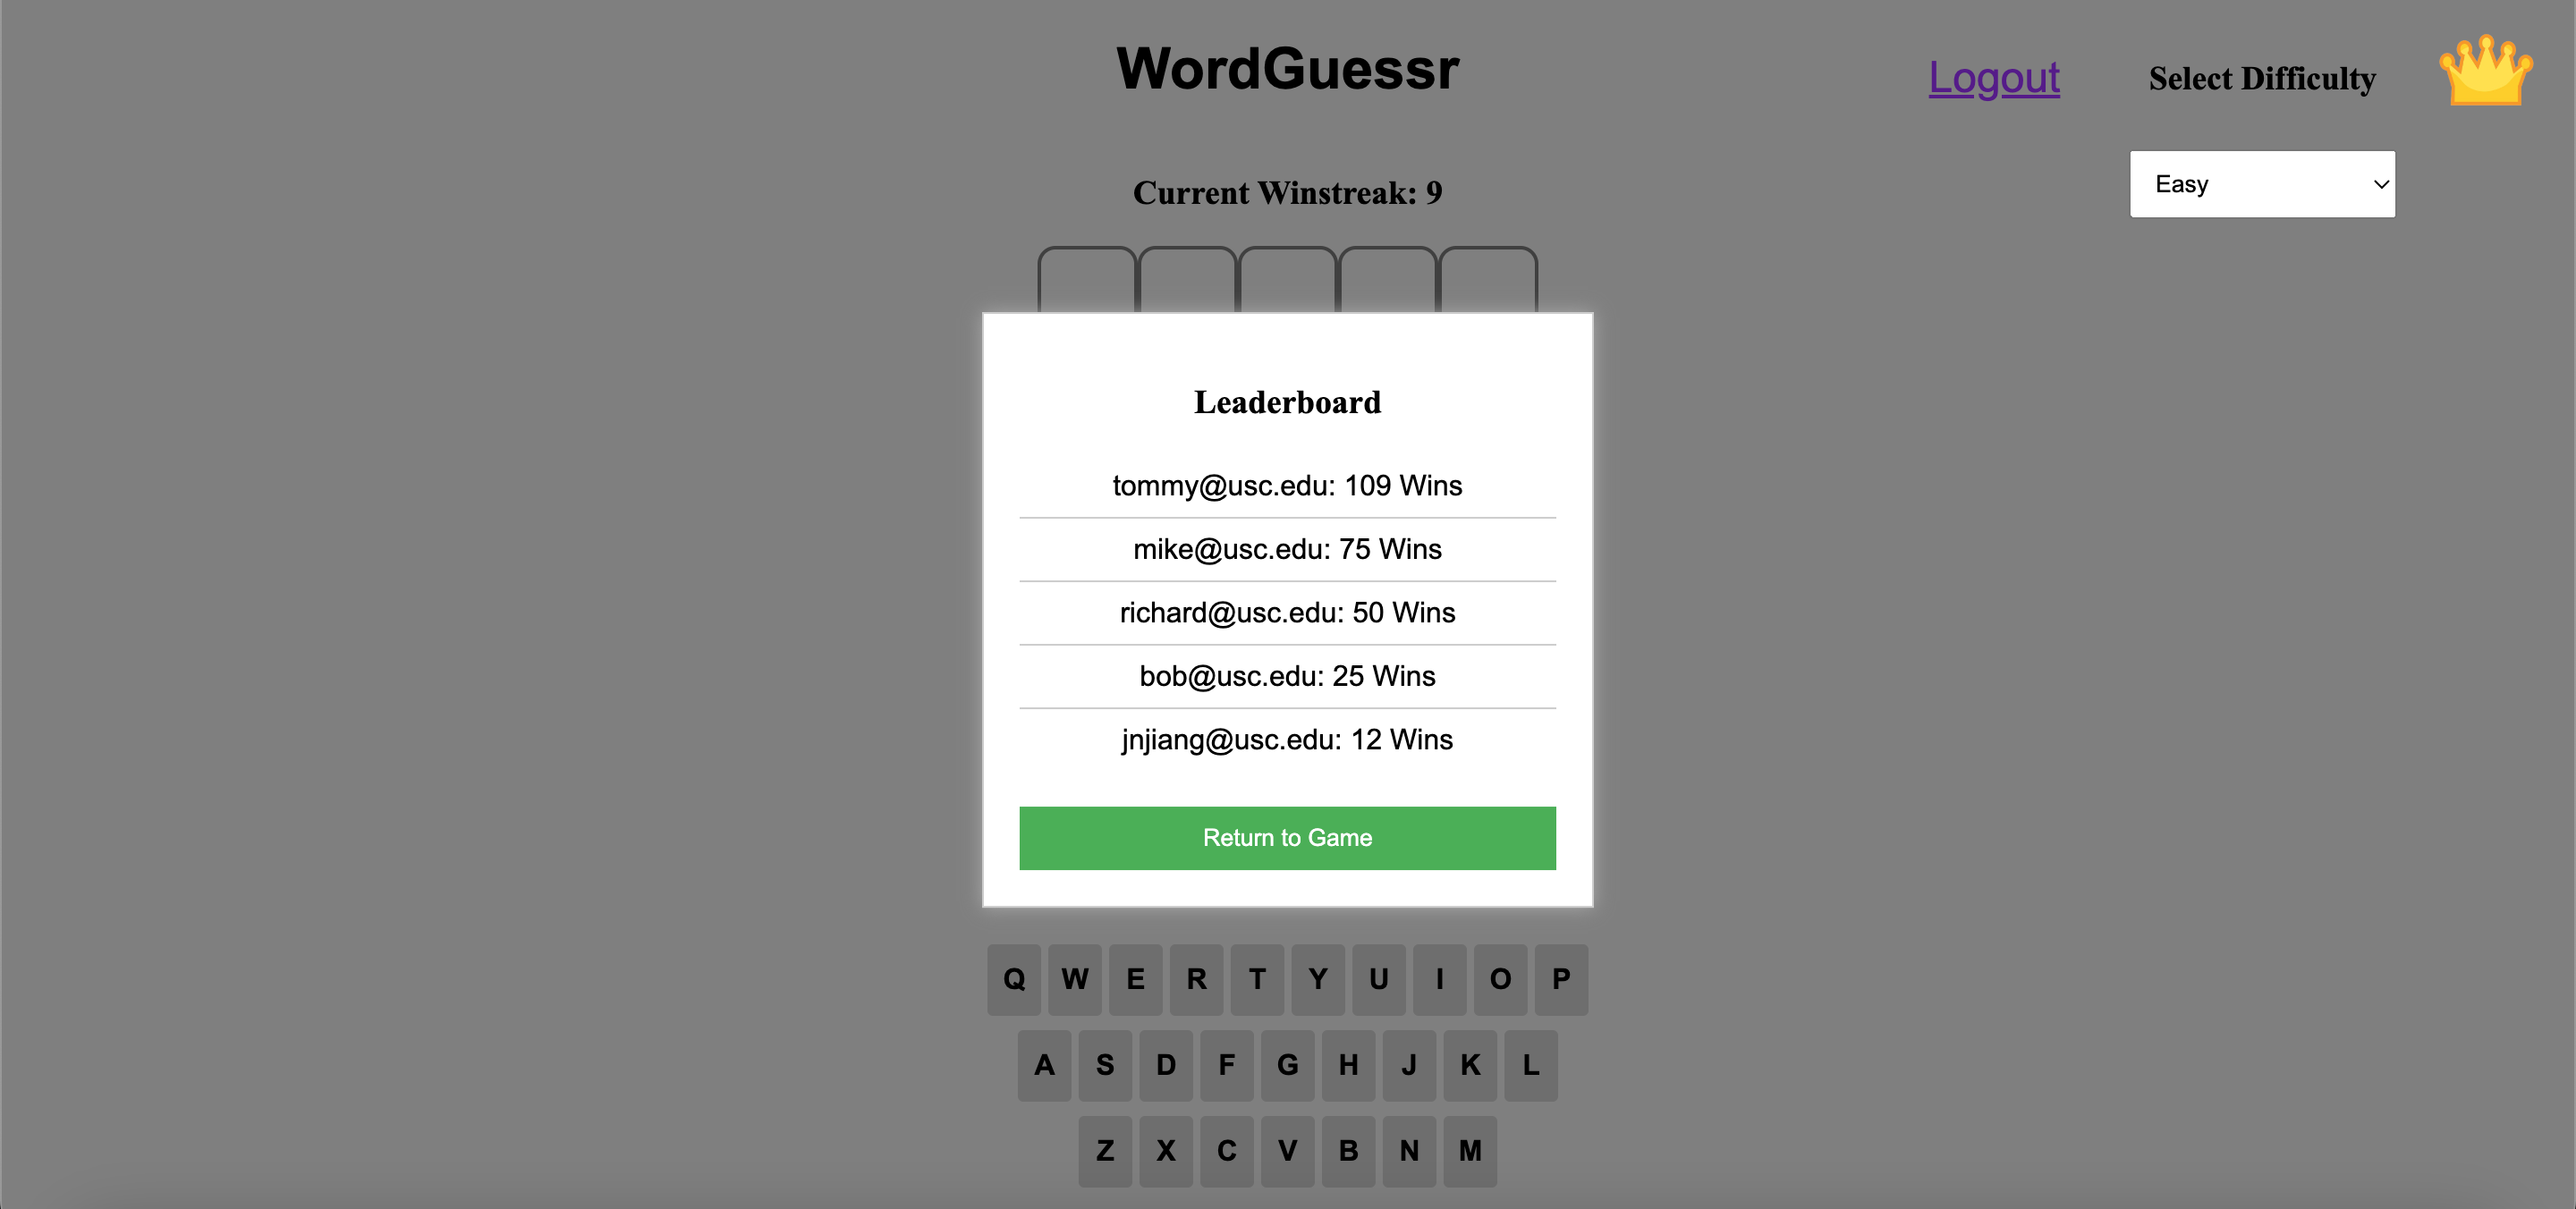 WordGuessr
Logout
Select Difficulty
Easy
Current Winstreak: 9
Leaderboard
tommy@usc.edu: 109 Wins
mike@usc.edu: 75 Wins
richard@usc.edu: 50 Wins
bob@usc.edu: 25 Wins
jnjiang@usc.edu: 12 Wins
Return to Game
Q W E R T Y U I O P
A S D F G H J K L
Z X C V B N M